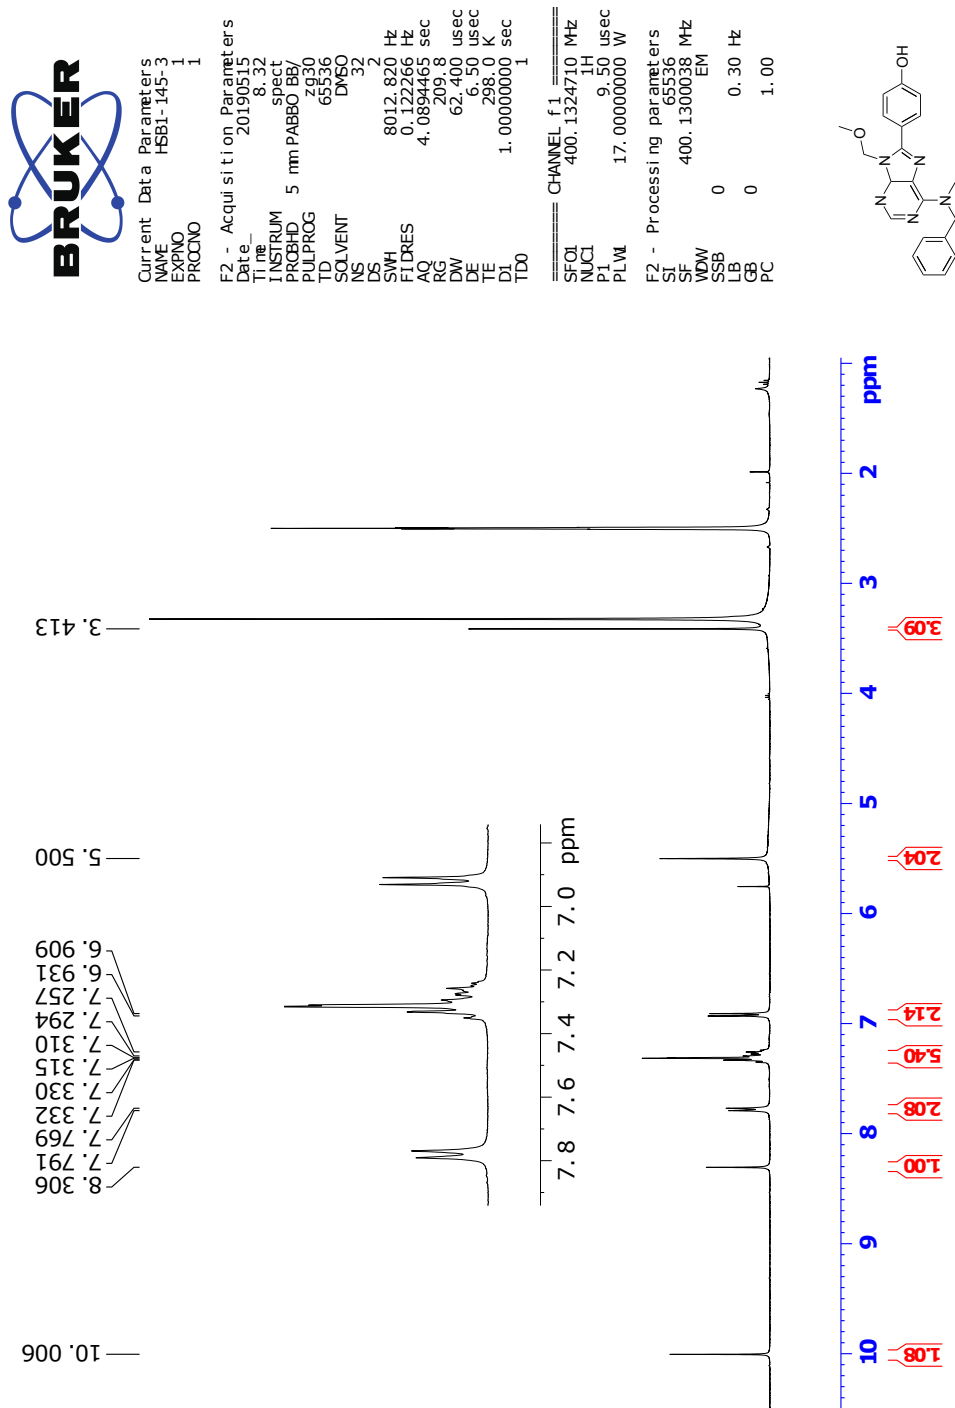 BRUKER
Current Data Parameters
NAME HSB1-145-3
EXPNO 1
PROCNO 1
F2 - Acquisition Parameters
Date_ 20190515
Time 8.32
INSTRUM spect
PROBHD 5 mm PABBO BB/
PULPROG zg30
TD 65536
SOLVENT DMSO
NS 32
DS 2
SWH 8012.820 Hz
FIDRES 0.122266 Hz
AQ 4.0894465 sec
RG 209.8
DW 62.400 usec
DE 6.50 usec
TE 298.0 K
D1 1.00000000 sec
TD0 1
======== CHANNEL f1 ========
SFO1 400.1324710 MHz
NUC1 1H
P1 9.50 usec
PLW1 17.00000000 W
F2 - Processing parameters
SI 65536
SF 400.1300038 MHz
WDW EM
SSB 0
LB 0.30 Hz
GB 0
PC 1.00
10.006
8.306
7.791
7.769
7.332
7.330
7.315
7.310
7.294
7.257
6.931
6.909
5.500
3.413
7.8 7.6 7.4 7.2 7.0 ppm
10 9 8 7 6 5 4 3 2 ppm
1.08
1.00
2.08
5.40
2.14
2.04
3.09
OH
O
N
N
N
N
N